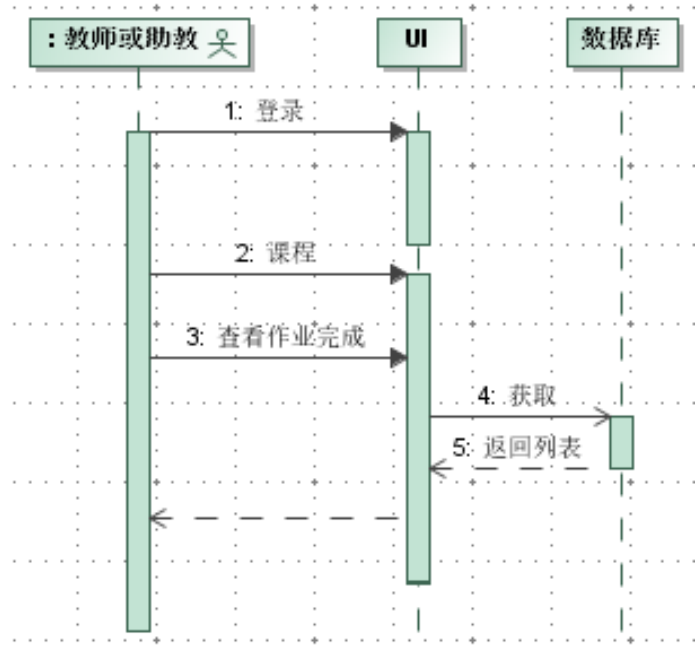 : 教师或助教
UI
数据库
1: 登录
2: 课程
3: 查看作业完成
4: 获取
5: 返回列表